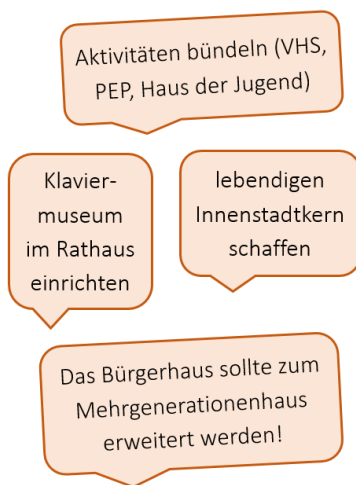 Aktivitäten bündeln (VHS,
PEP, Haus der Jugend)
Klavier-
museum
im Rathaus
einrichten
lebendigen
Innenstadtkern
schaffen
Das Bürgerhaus sollte zum
Mehrgenerationenhaus
erweitert werden!